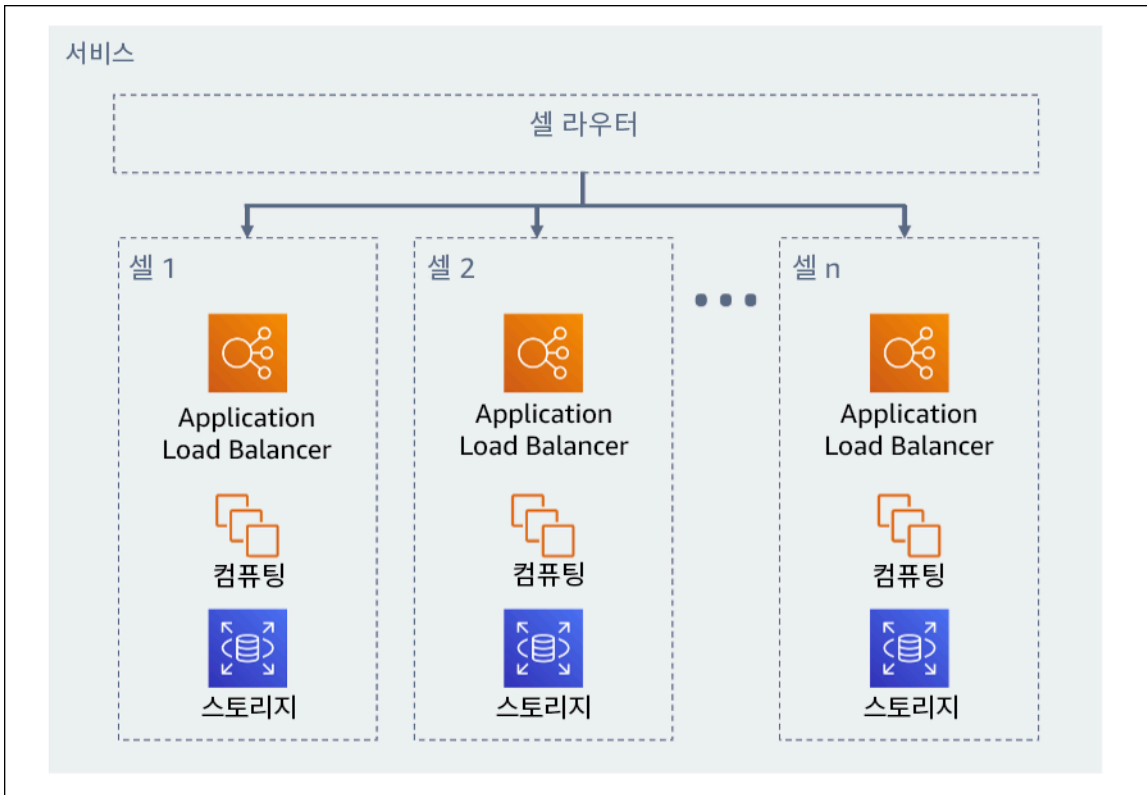 서비스
셀 라우터
셀 1
Application
Load Balancer
컴퓨팅
스토리지
셀 2
Application
Load Balancer
컴퓨팅
스토리지
셀 n
Application
Load Balancer
컴퓨팅
스토리지